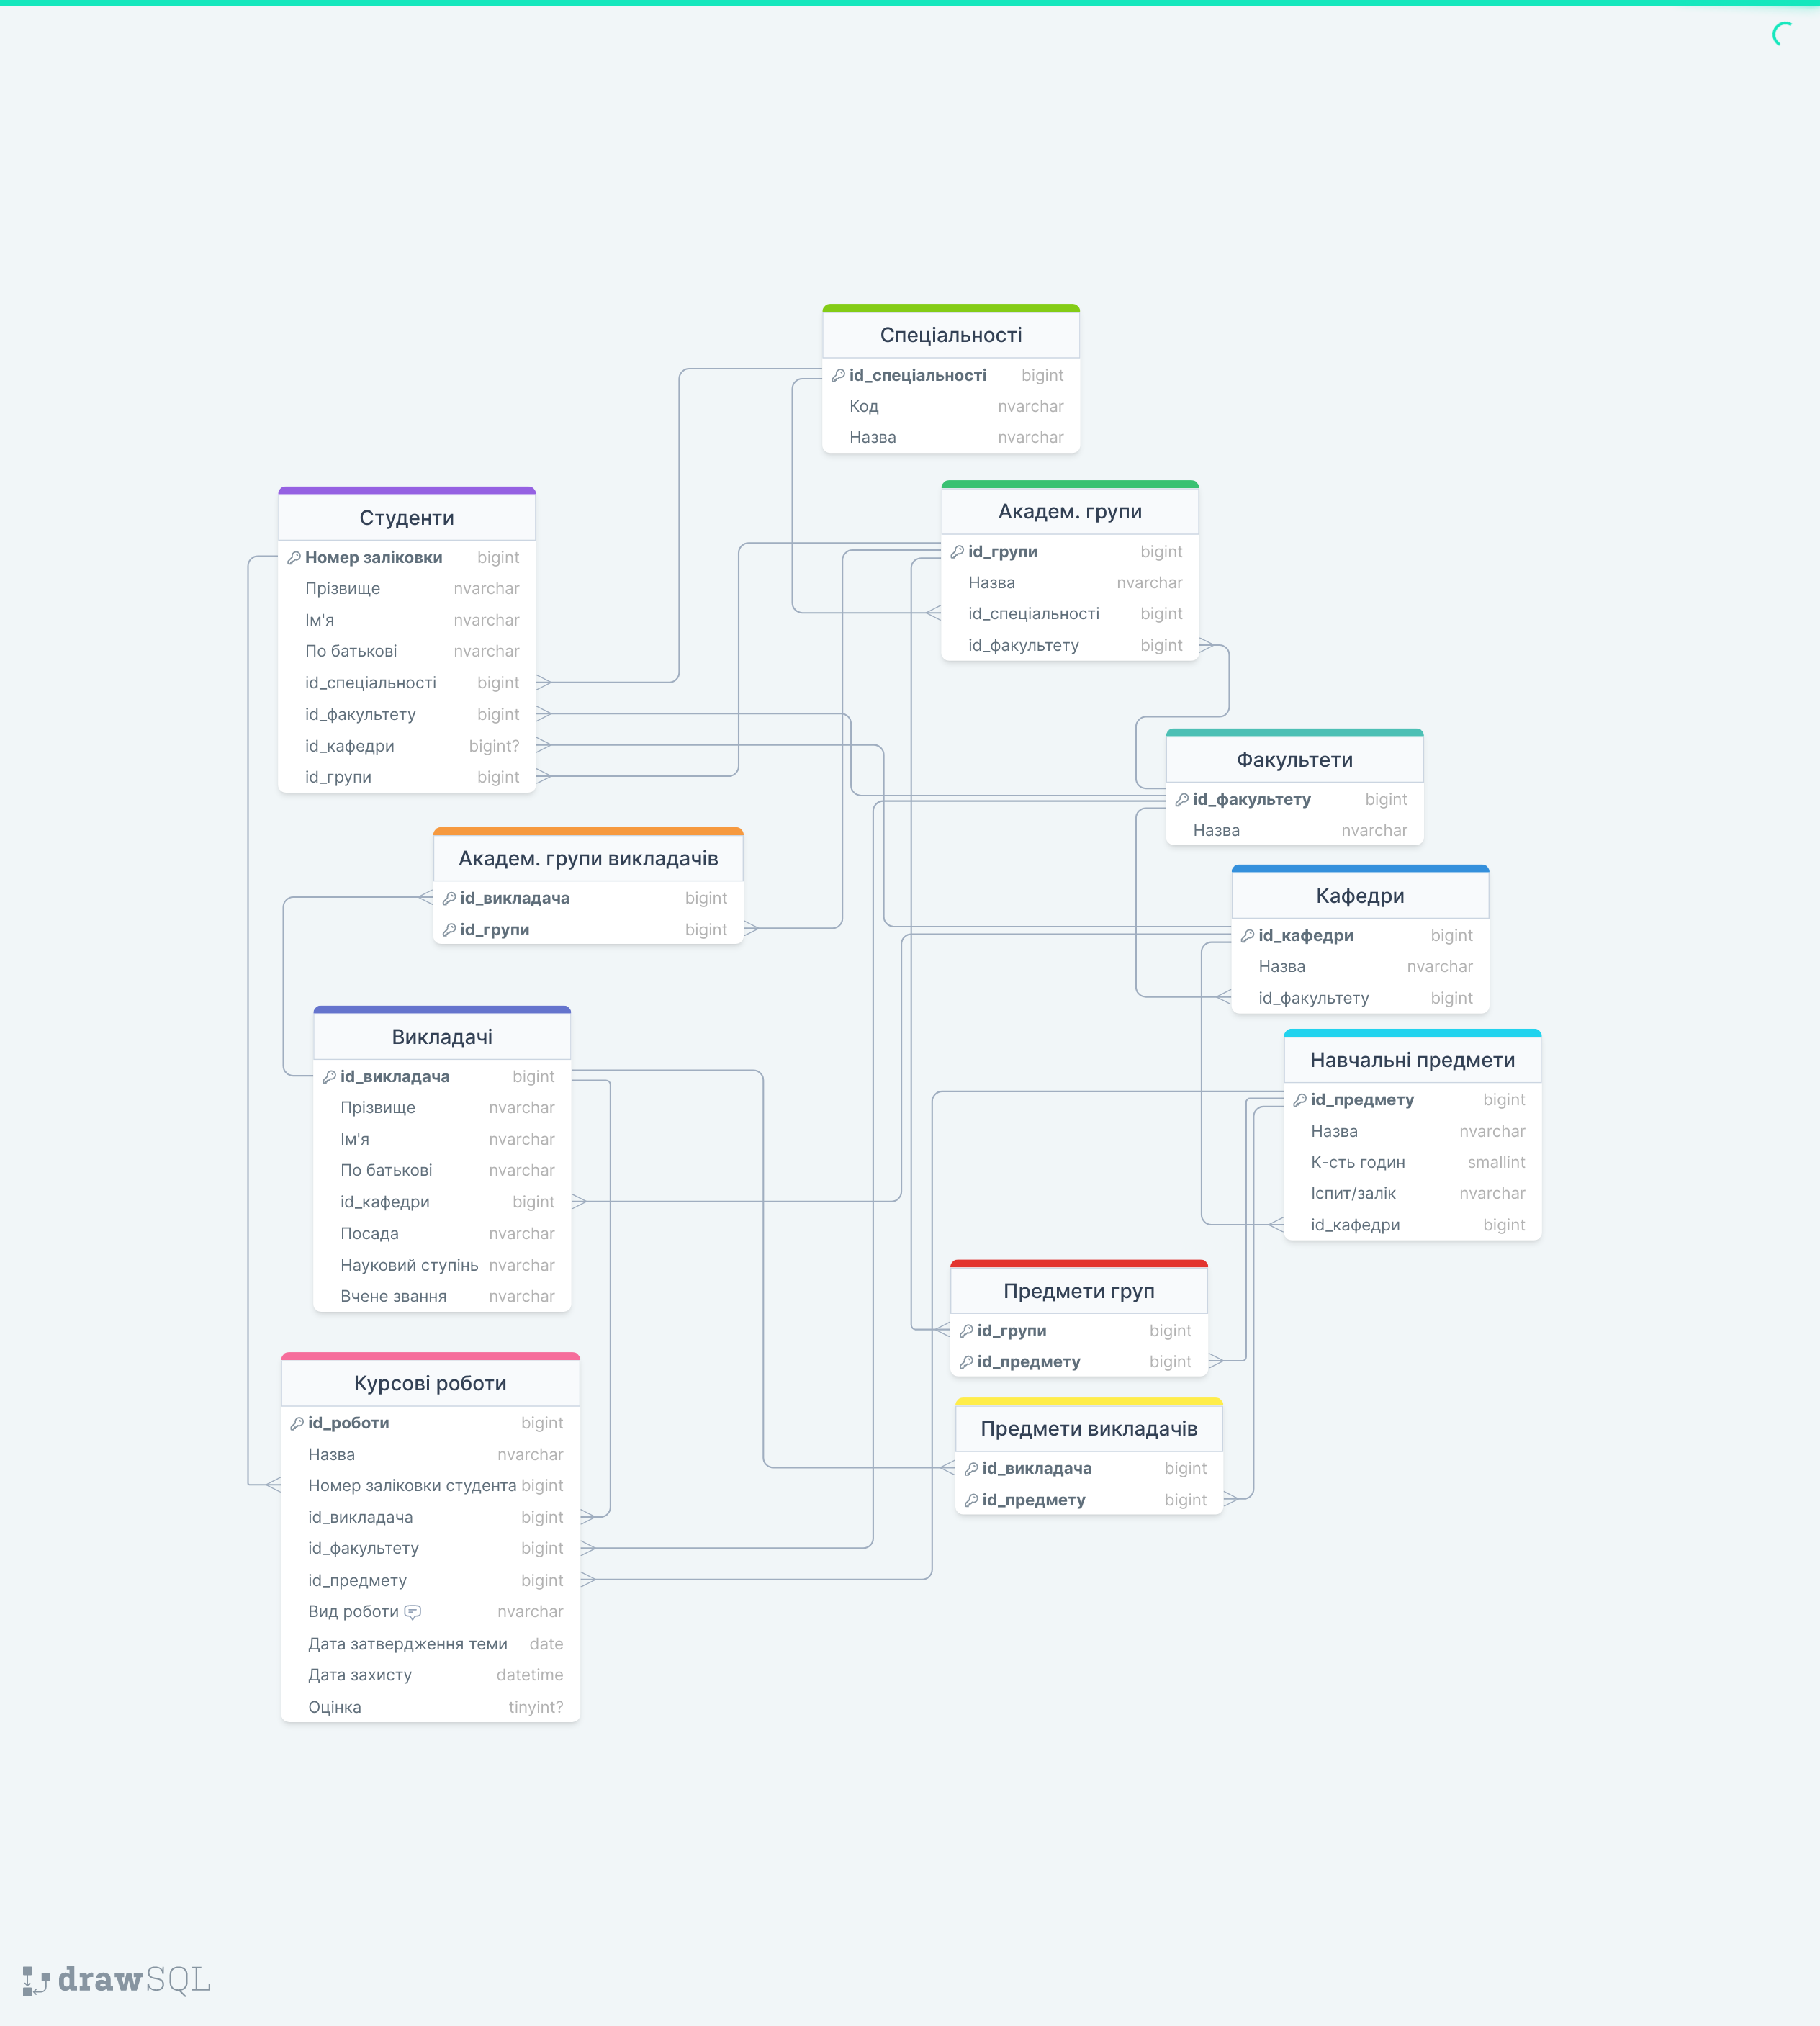 Спеціальності
id_спеціальності bigint
Код nvarchar
Назва nvarchar
Академ. групи
id_групи bigint
Назва nvarchar
id_спеціальності bigint
id_факультету bigint
Студенти
Номер заліковки bigint
Прізвище nvarchar
Ім'я nvarchar
По батькові nvarchar
id_спеціальності bigint
id_факультету bigint
id_кафедри bigint?
id_групи bigint
Факультети
id_факультету bigint
Назва nvarchar
Академ. групи викладачів
id_викладача bigint
id_групи bigint
Кафедри
id_кафедри bigint
Назва nvarchar
id_факультету bigint
Викладачі
id_викладача bigint
Прізвище nvarchar
Ім'я nvarchar
По батькові nvarchar
id_кафедри bigint
Посада nvarchar
Науковий ступінь nvarchar
Вчене звання nvarchar
Навчальні предмети
id_предмету bigint
Назва nvarchar
К-сть годин smallint
Іспит/залік nvarchar
id_кафедри bigint
Предмети груп
id_групи bigint
id_предмету bigint
Предмети викладачів
id_викладача bigint
id_предмету bigint
Курсові роботи
id_роботи bigint
Назва nvarchar
Номер заліковки студента bigint
id_викладача bigint
id_факультету bigint
id_предмету bigint
Вид роботи nvarchar
Дата затвердження теми date
Дата захисту datetime
Оцінка tinyint?
drawSQL